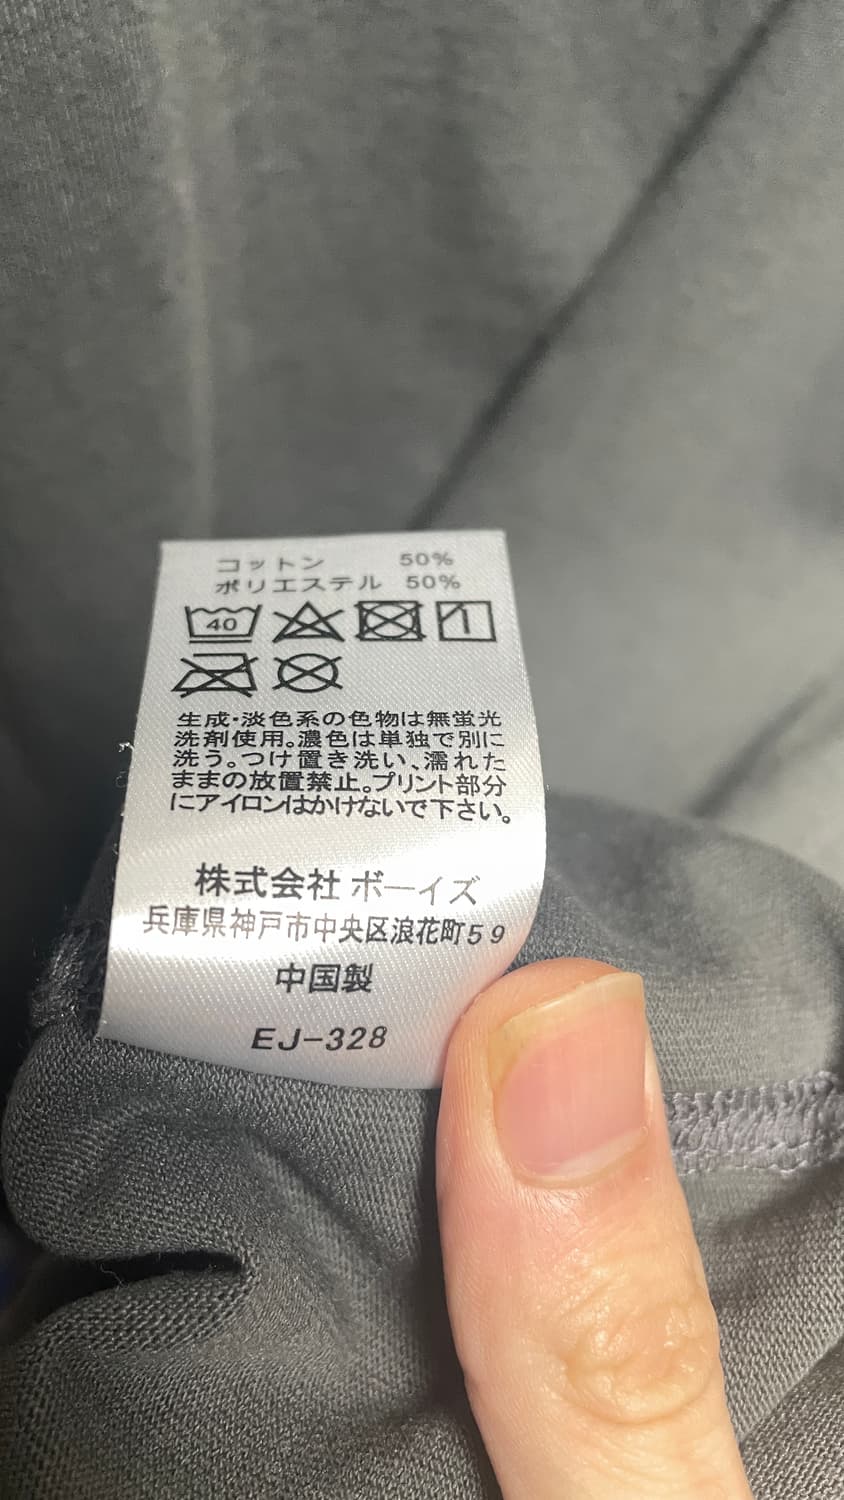 コットン 50%
ポリエステル 50%
40
生成・淡色系の色物は無蛍光
洗剤使用。濃色は単独で別に
洗う。つけ置き洗い、濡れた
ままの放置禁止。プリント部分
にアイロンはかけないで下さい。
株式会社 ボーイズ
兵庫県神戸市中央区浪花町59
中国製
EJ-328